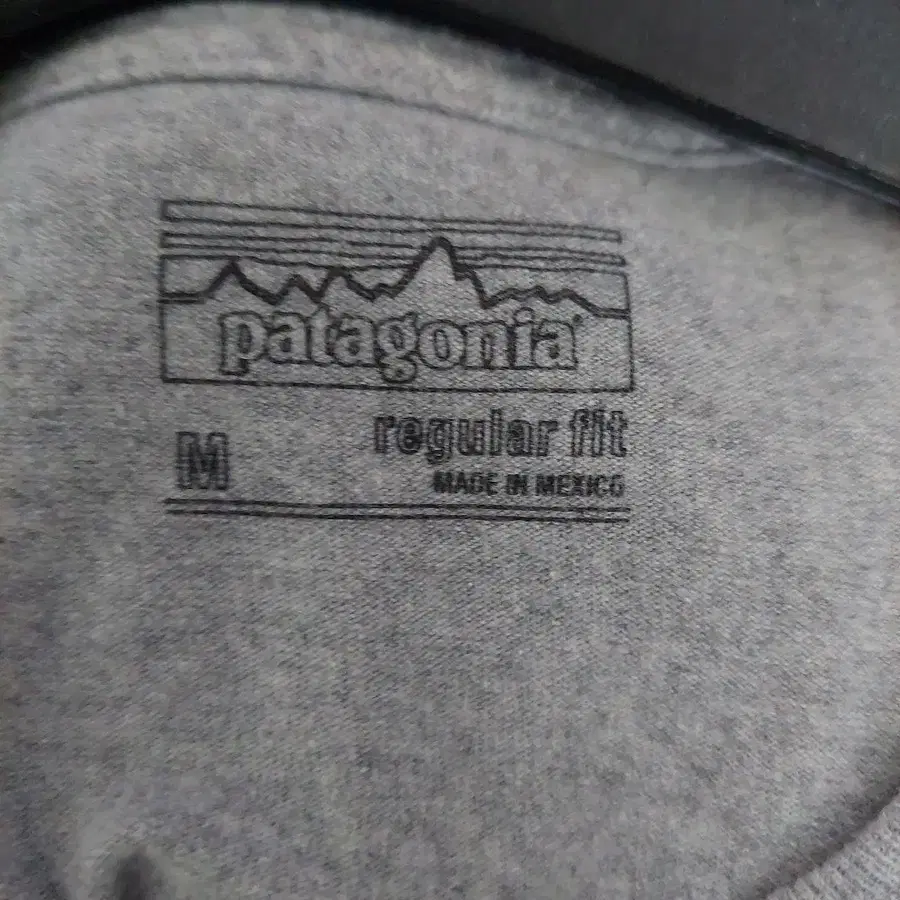 patagonia®
M regular fit
MADE IN MEXICO